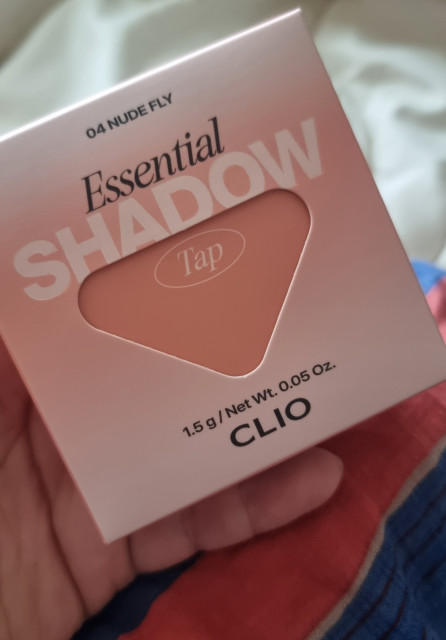 04 NUDE FLY
Essential
SHADOW
Tap
1.5 g / Net Wt. 0.05 Oz.
CLIO